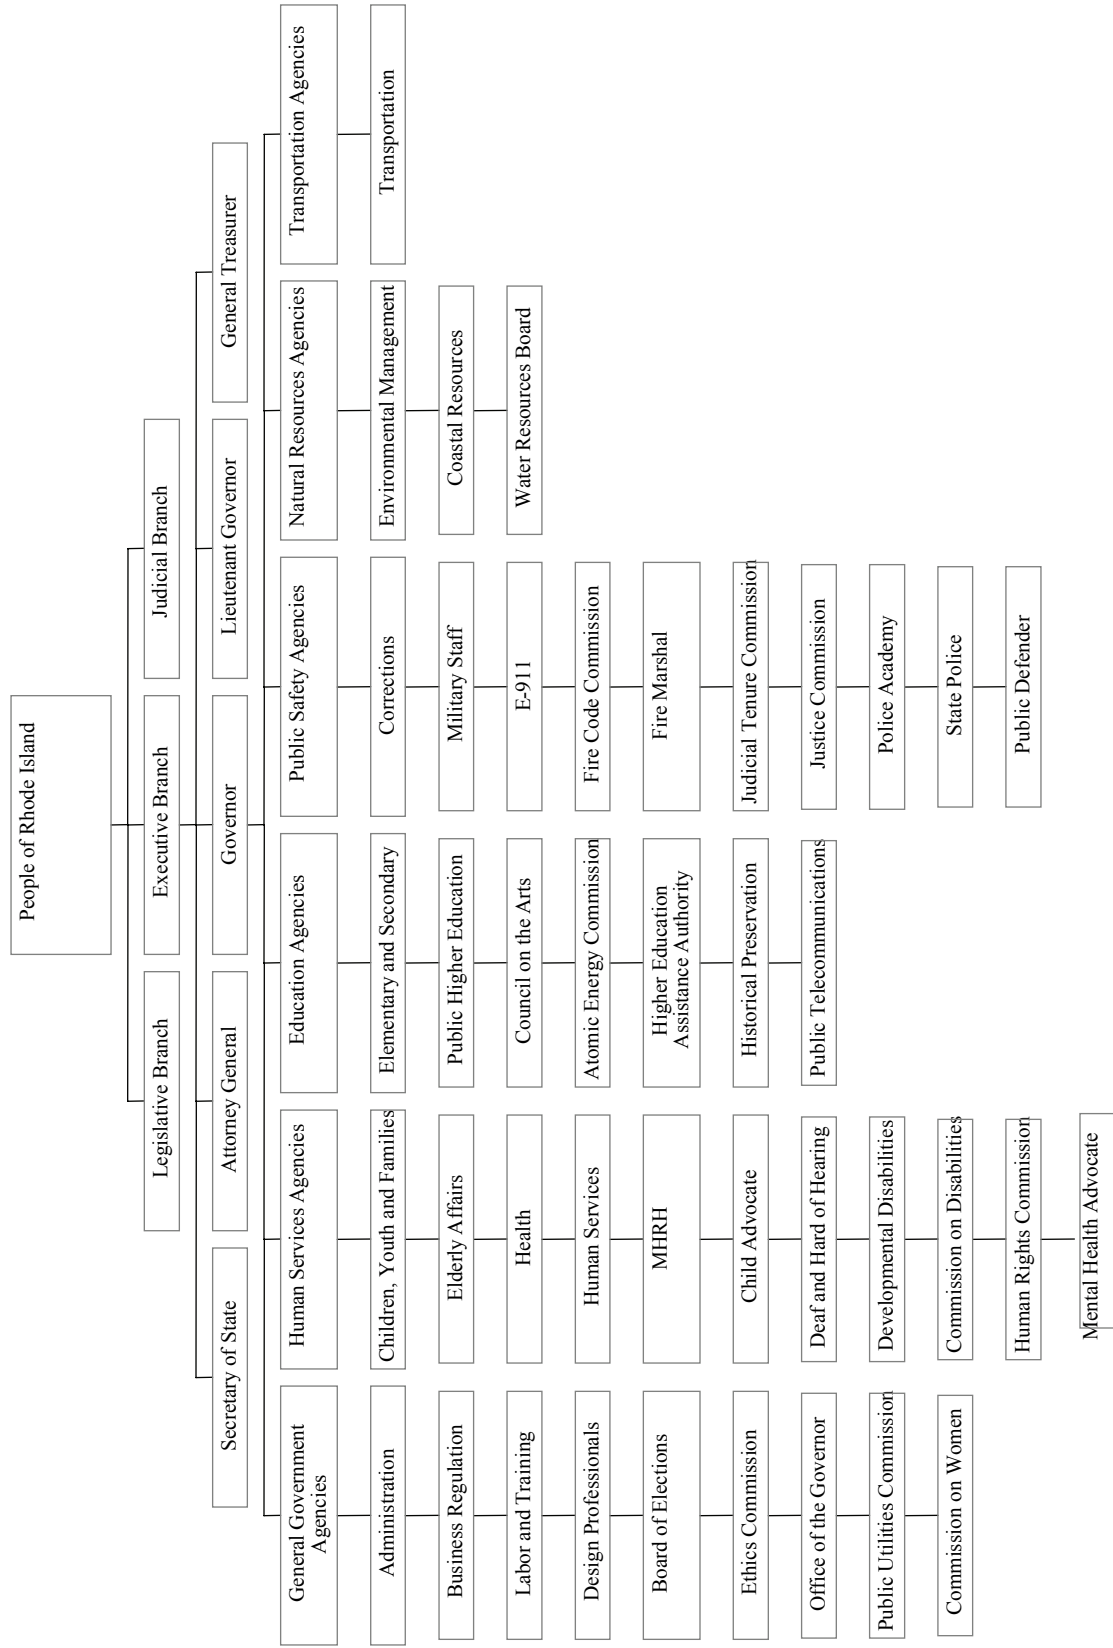 People of Rhode Island
Legislative Branch
Executive Branch
Judicial Branch
Secretary of State
Attorney General
Governor
Lieutenant Governor
General Treasurer
General Government
Agencies
Administration
Business Regulation
Labor and Training
Design Professionals
Board of Elections
Ethics Commission
Office of the Governor
Public Utilities Commission
Commission on Women
Human Services Agencies
Children, Youth and Families
Elderly Affairs
Health
Human Services
MHRH
Child Advocate
Deaf and Hard of Hearing
Developmental Disabilities
Commission on Disabilities
Human Rights Commission
Mental Health Advocate
Education Agencies
Elementary and Secondary
Public Higher Education
Council on the Arts
Atomic Energy Commission
Higher Education
Assistance Authority
Historical Preservation
Public Telecommunications
Public Safety Agencies
Corrections
Military Staff
E-911
Fire Code Commission
Fire Marshal
Judicial Tenure Commission
Justice Commission
Police Academy
State Police
Public Defender
Natural Resources Agencies
Environmental Management
Coastal Resources
Water Resources Board
Transportation Agencies
Transportation